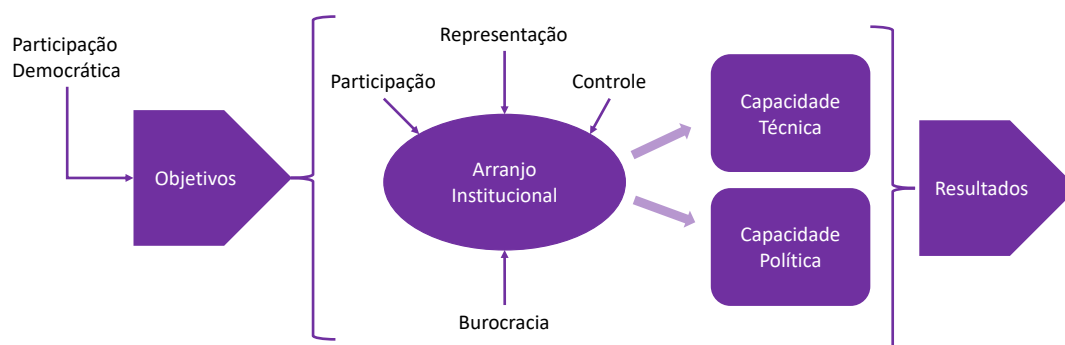 Participação
Democrática
Objetivos
Representação
Participação
Controle
Arranjo
Institucional
Burocracia
Capacidade
Técnica
Capacidade
Política
Resultados